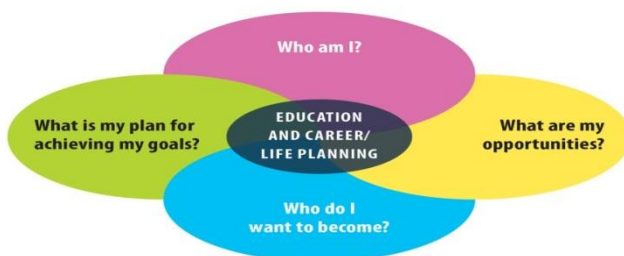 Who am I?
What is my plan for
achieving my goals?
EDUCATION
AND CAREER/
LIFE PLANNING
What are my
opportunities?
Who do I
want to become?